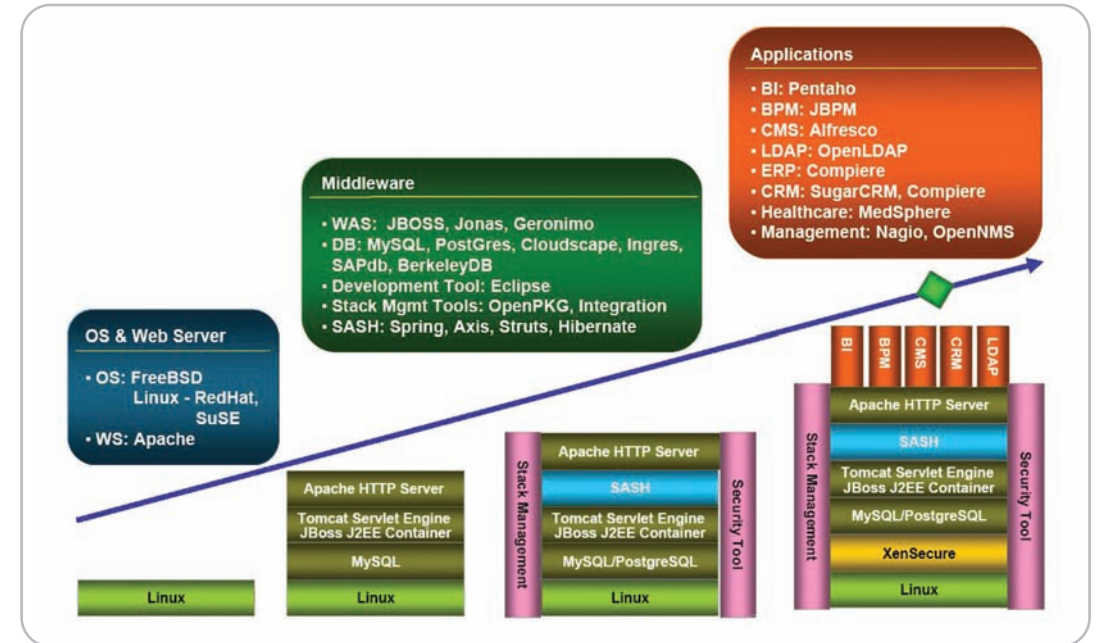 Applications
• BI: Pentaho
• BPM: JBPM
• CMS: Alfresco
• LDAP: OpenLDAP
• ERP: Compiere
• CRM: SugarCRM, Compiere
• Healthcare: MedSphere
• Management: Nagio, OpenNMS
Middleware
• WAS: JBOSS, Jonas, Geronimo
• DB: MySQL, PostGres, Cloudscape, Ingres,
SAPdb, BerkeleyDB
• Development Tool: Eclipse
• Stack Mgmt Tools: OpenPKG, Integration
• SASH: Spring, Axis, Struts, Hibernate
OS & Web Server
• OS: FreeBSD
Linux - RedHat,
SuSE
• WS: Apache
Linux
Apache HTTP Server
Tomcat Servlet Engine
JBoss J2EE Container
MySQL
Linux
Stack Management
Apache HTTP Server
SASH
Tomcat Servlet Engine
JBoss J2EE Container
MySQL/PostgreSQL
Linux
Security Tool
BI
BPM
CMS
CRM
LDAP
Stack Management
Apache HTTP Server
SASH
Tomcat Servlet Engine
JBoss J2EE Container
MySQL/PostgreSQL
XenSecure
Linux
Security Tool